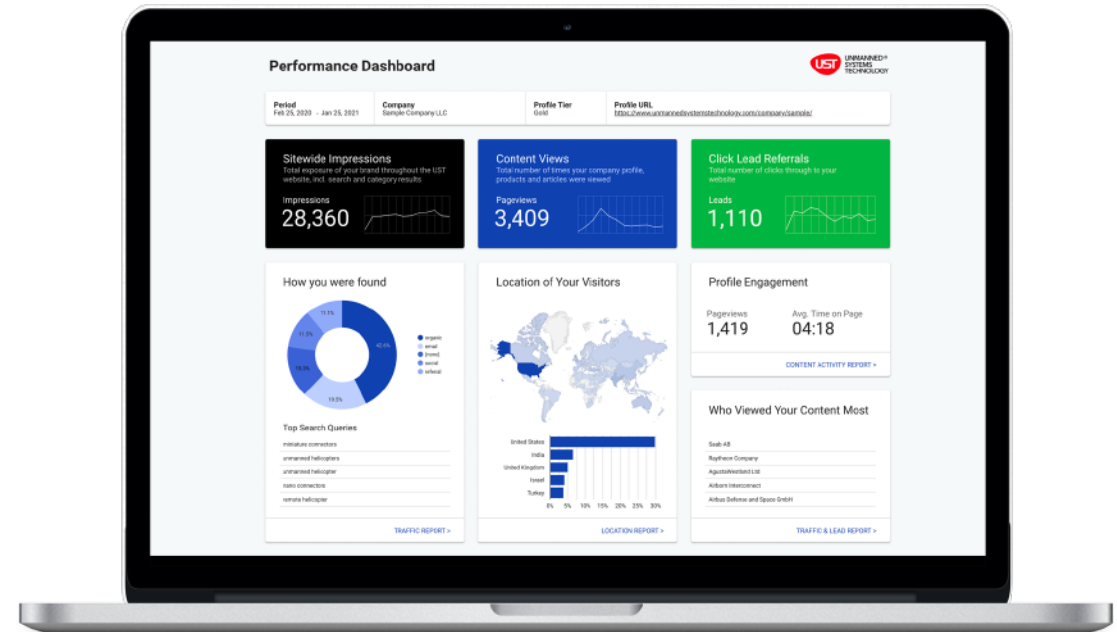 Performance Dashboard
UST
UNMANNED
SYSTEMS
TECHNOLOGY
Period
Feb 25, 2020 - Jan 25, 2021
Company
Sample Company LLC
Profile Tier
Gold
Profile URL
https://www.unmannedsystemstechnology.com/company/sample/
Sitewide Impressions
Total exposure of your brand throughout the UST
website, incl. search and category results
Impressions
28,360
Content Views
Total number of times your company profile,
products and articles were viewed
Pageviews
3,409
Click Lead Referrals
Total number of clicks through to your
website
Leads
1,110
How you were found
11.1%
42.6%
organic
email
(none)
social
referral
Top Search Queries
miniature connectors
unmanned helicopters
unmanned helicopter
nano connectors
remote helicopter
TRAFFIC REPORT >
Location of Your Visitors
United States
India
United Kingdom
Israel
Turkey
0% 5% 10% 15% 20% 25% 30%
LOCATION REPORT >
Profile Engagement
Pageviews
1,419
Avg. Time on Page
04:18
CONTENT ACTIVITY REPORT >
Who Viewed Your Content Most
Saab AB
Raytheon Company
AgustaWestland Ltd
Airborn Interconnect
Airbus Defense and Space GmbH
TRAFFIC & LEAD REPORT >